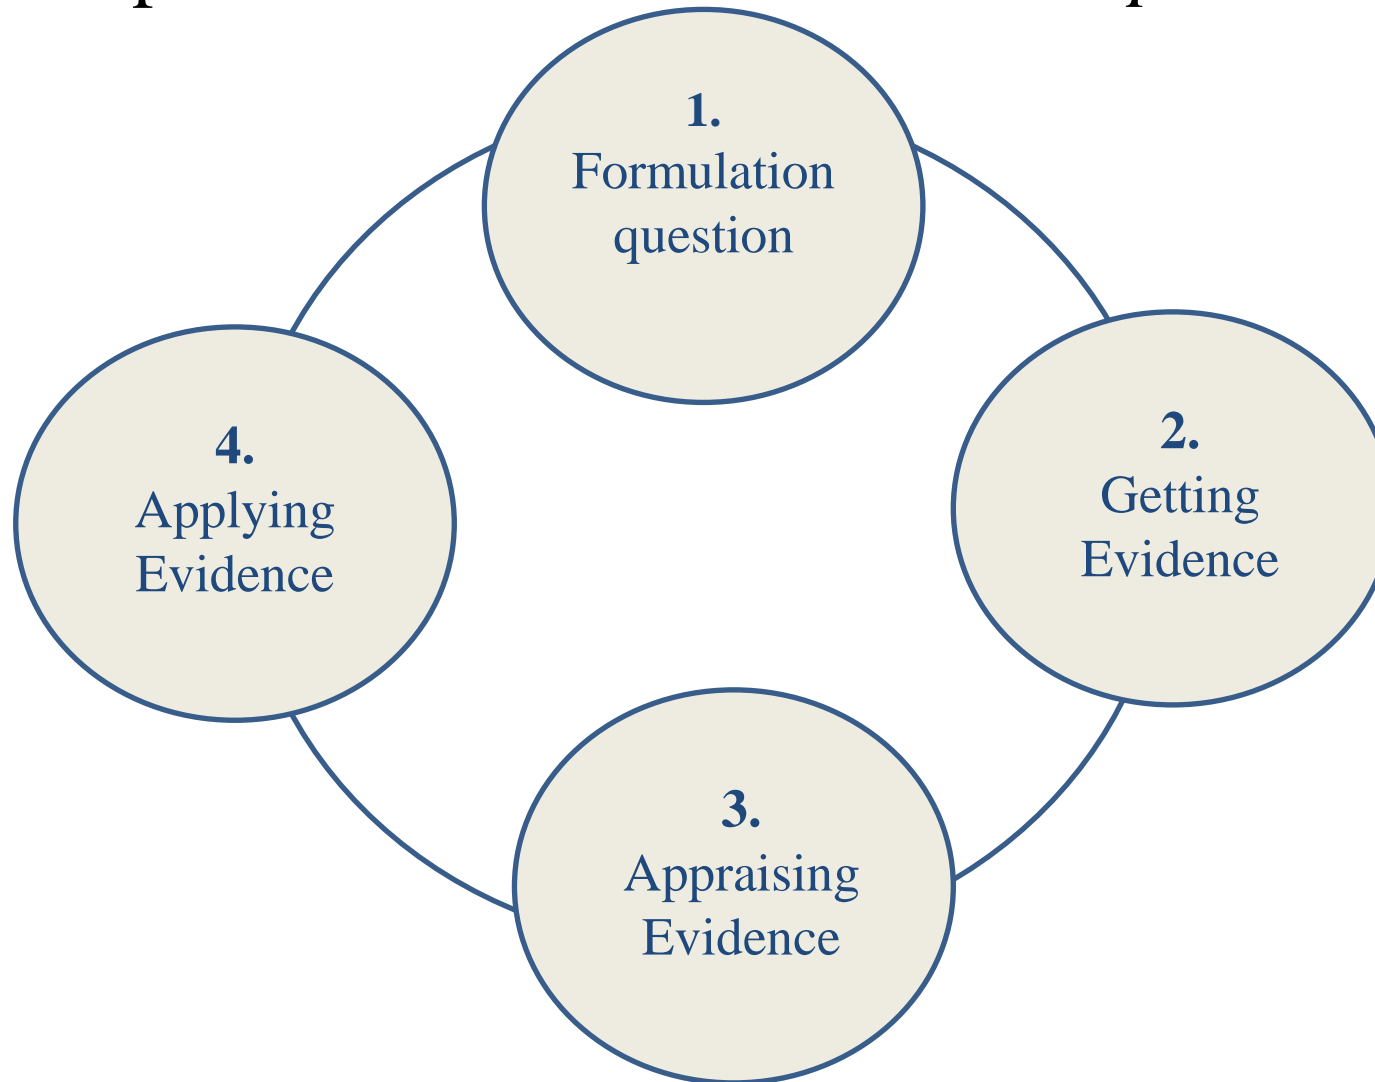 1.
Formulation
question
2.
Getting
Evidence
3.
Appraising
Evidence
4.
Applying
Evidence